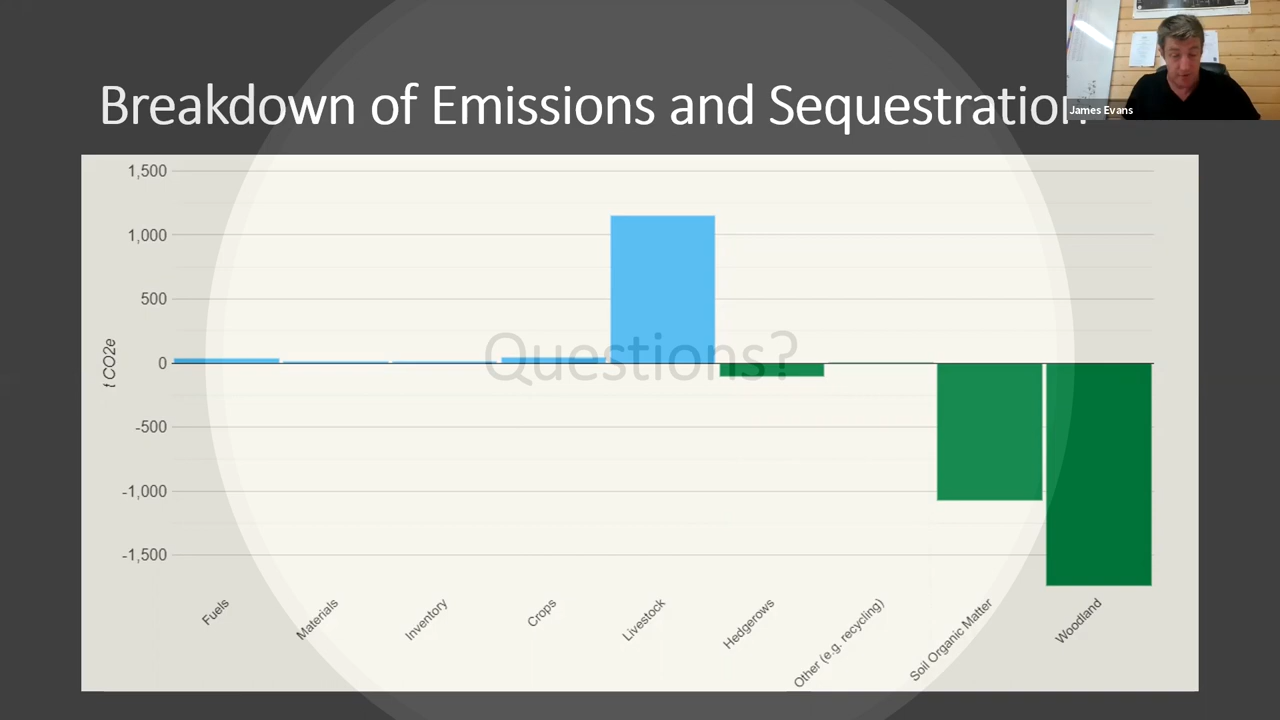 Breakdown of Emissions and Sequestration
James Evans
1,500
1,000
500
0
-500
-1,000
-1,500
t CO2e
Questions?
Fuels
Materials
Inventory
Crops
Livestock
Hedgerows
Other (e.g. recycling)
Soil Organic Matter
Woodland